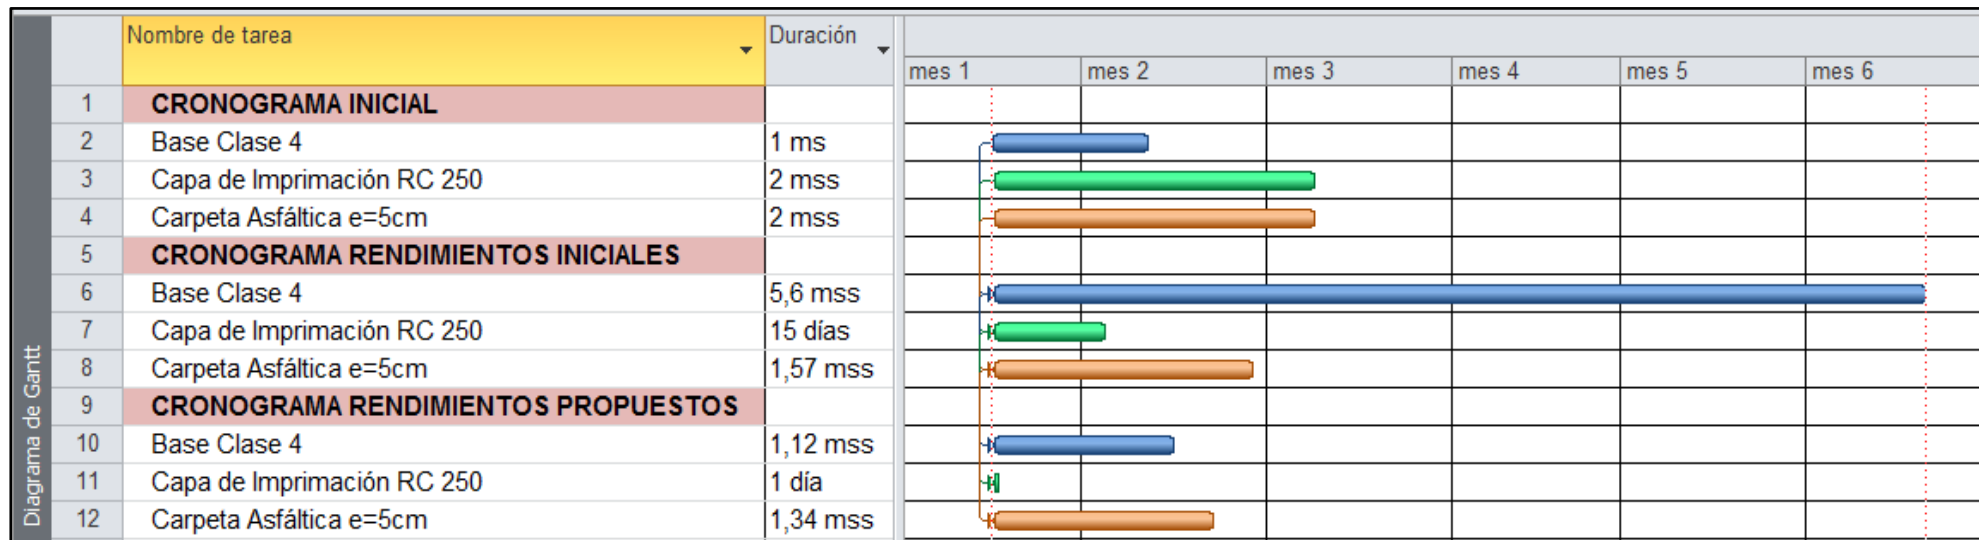 Nombre de tarea Duración
mes 1 mes 2 mes 3 mes 4 mes 5 mes 6
1 CRONOGRAMA INICIAL
2 Base Clase 4 1 ms
3 Capa de Imprimación RC 250 2 mss
4 Carpeta Asfáltica e=5cm 2 mss
5 CRONOGRAMA RENDIMIENTOS INICIALES
6 Base Clase 4 5,6 mss
7 Capa de Imprimación RC 250 15 días
8 Carpeta Asfáltica e=5cm 1,57 mss
9 CRONOGRAMA RENDIMIENTOS PROPUESTOS
10 Base Clase 4 1,12 mss
11 Capa de Imprimación RC 250 1 día
12 Carpeta Asfáltica e=5cm 1,34 mss
Diagrama de Gantt